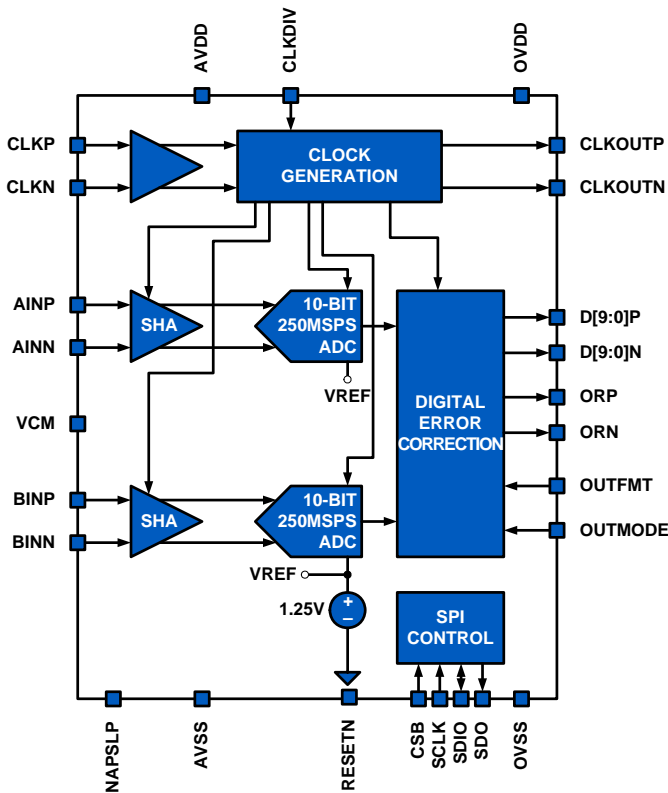 AVDD
CLKDIV
OVDD
CLKP
CLKN
CLOCK
GENERATION
CLKOUTP
CLKOUTN
AINP
AINN
SHA
10-BIT
250MSPS
ADC
VREF
D[9:0]P
D[9:0]N
ORP
ORN
DIGITAL
ERROR
CORRECTION
VCM
BINP
BINN
SHA
10-BIT
250MSPS
ADC
OUTFMT
OUTMODE
VREF
1.25V
+
−
SPI
CONTROL
NAPSLP
AVSS
RESETN
CSB
SCLK
SDIO
SDO
OVSS